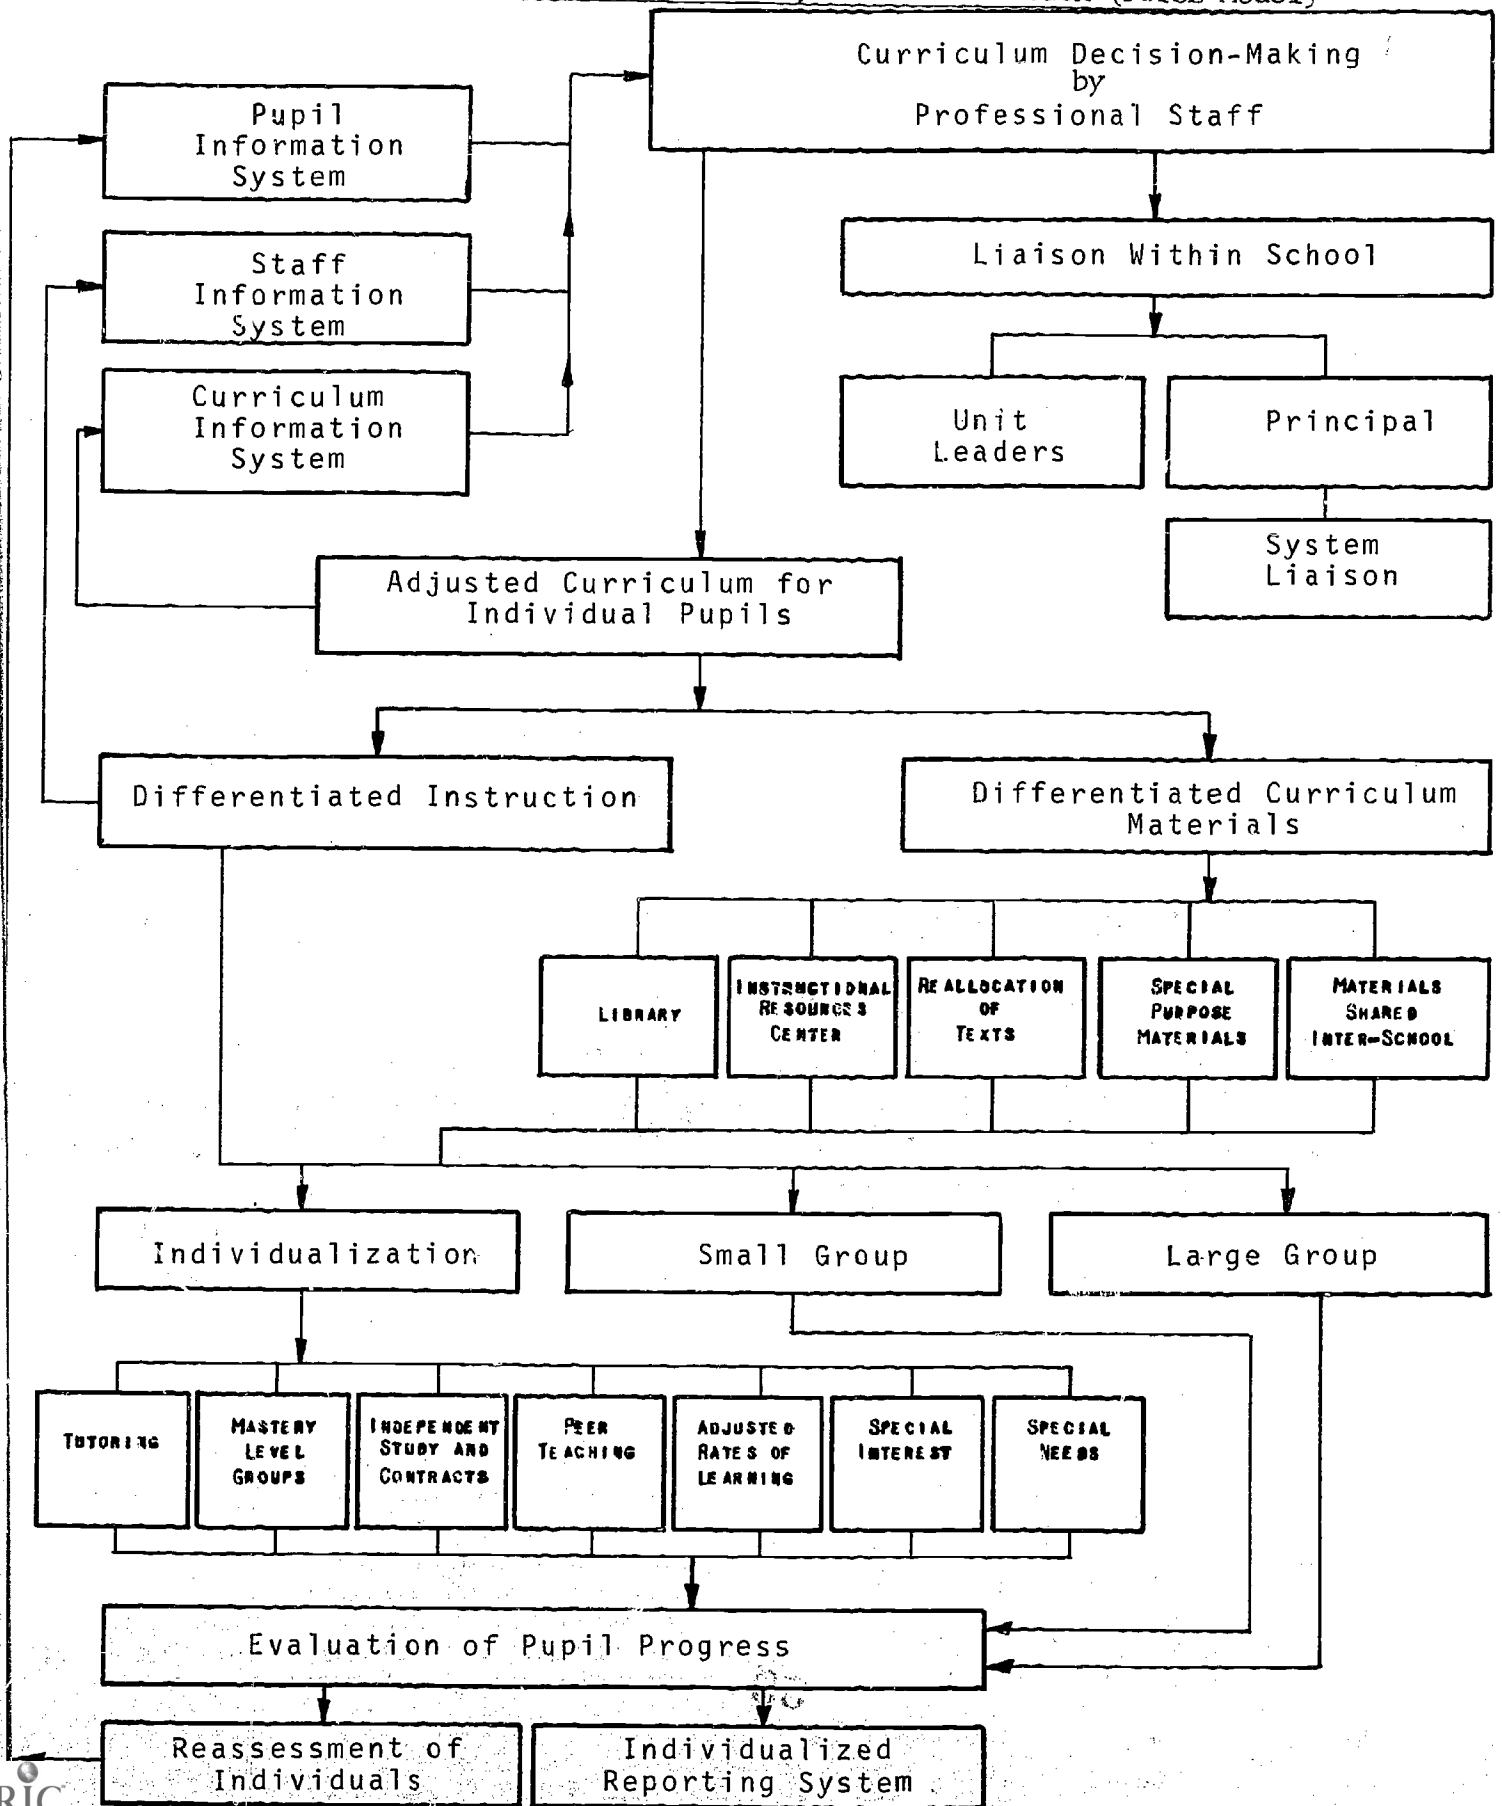 Curriculum Decision-Making
by
Professional Staff
Pupil
Information
System
Liaison Within School
Staff
Information
System
Curriculum
Information
System
Unit
Leaders
Principal
System
Liaison
Adjusted Curriculum for
Individual Pupils
Differentiated Instruction
Differentiated Curriculum
Materials
LIBRARY
INSTRUCTIONAL
RESOURCES
CENTER
REALLOCATION
OF
TEXTS
SPECIAL
PURPOSE
MATERIALS
MATERIALS
SHARED
INTER-SCHOOL
Individualization
Small Group
Large Group
TUTORING
MASTERY
LEVEL
GROUPS
INDEPENDENT
STUDY AND
CONTRACTS
PEER
TEACHING
ADJUSTED
RATES OF
LEARNING
SPECIAL
INTEREST
SPECIAL
NEEDS
Evaluation of Pupil Progress
Reassessment of
Individuals
Individualized
Reporting System